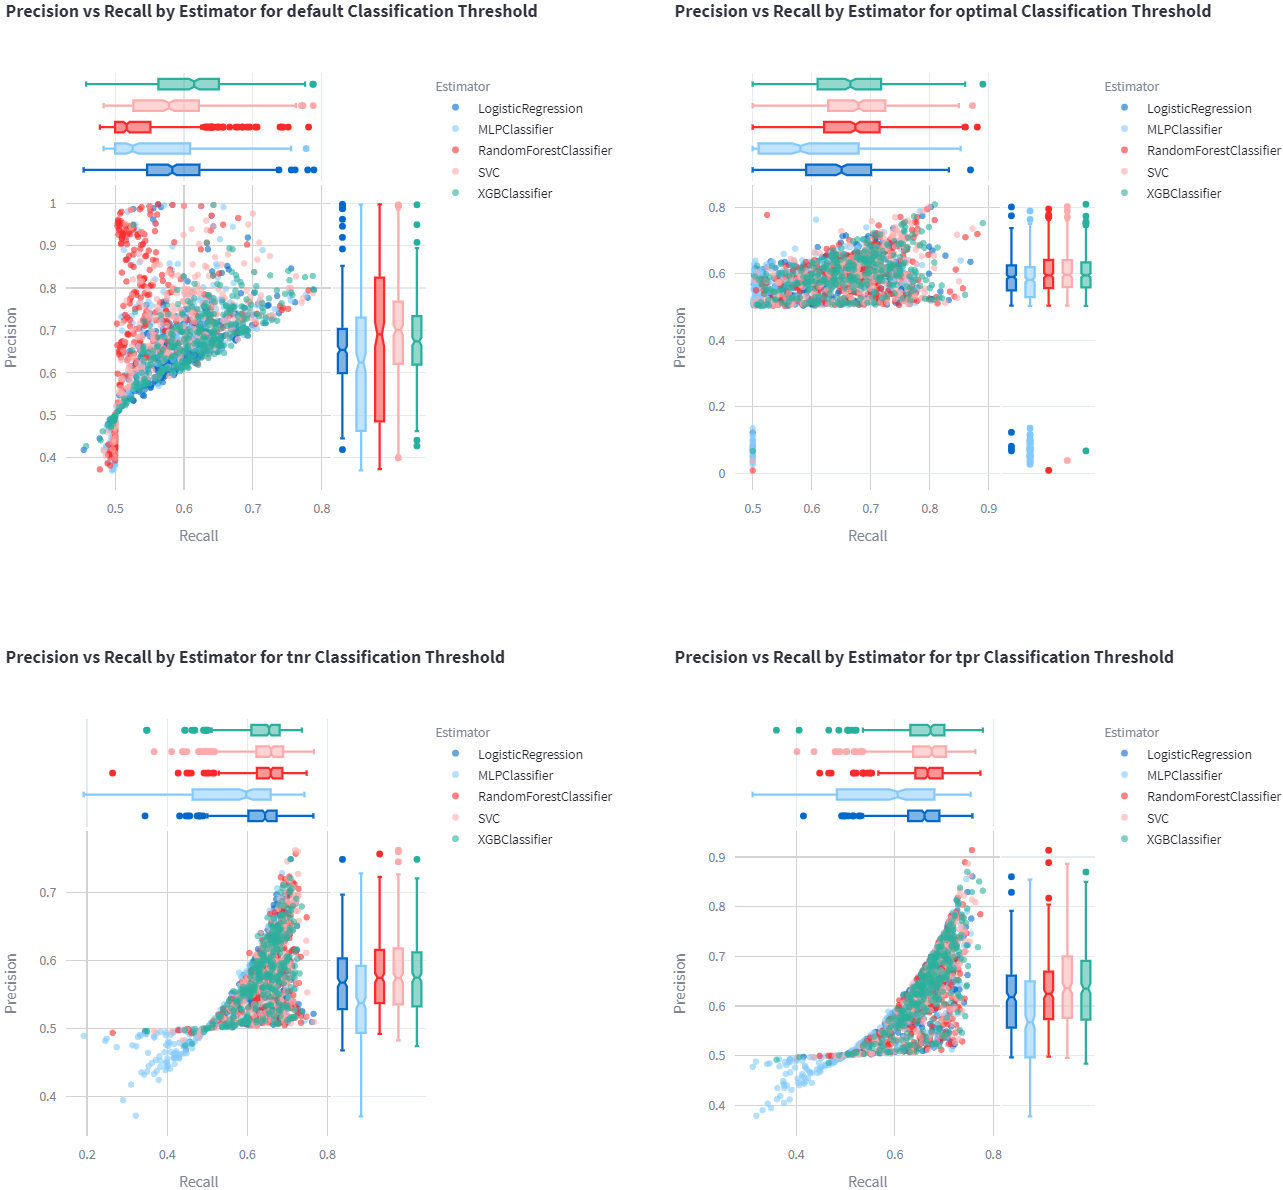 Precision vs Recall by Estimator for default Classification Threshold
Estimator
LogisticRegression
MLPClassifier
RandomForestClassifier
SVC
XGBClassifier
1
0.9
0.8
0.7
0.6
0.5
0.4
Precision
0.5 0.6 0.7 0.8
Recall
Precision vs Recall by Estimator for optimal Classification Threshold
Estimator
LogisticRegression
MLPClassifier
RandomForestClassifier
SVC
XGBClassifier
0.8
0.6
0.4
0.2
0
Precision
0.5 0.6 0.7 0.8 0.9
Recall
Precision vs Recall by Estimator for tnr Classification Threshold
Estimator
LogisticRegression
MLPClassifier
RandomForestClassifier
SVC
XGBClassifier
0.7
0.6
0.5
0.4
Precision
0.2 0.4 0.6 0.8
Recall
Precision vs Recall by Estimator for tpr Classification Threshold
Estimator
LogisticRegression
MLPClassifier
RandomForestClassifier
SVC
XGBClassifier
0.9
0.8
0.7
0.6
0.5
0.4
Precision
0.4 0.6 0.8
Recall